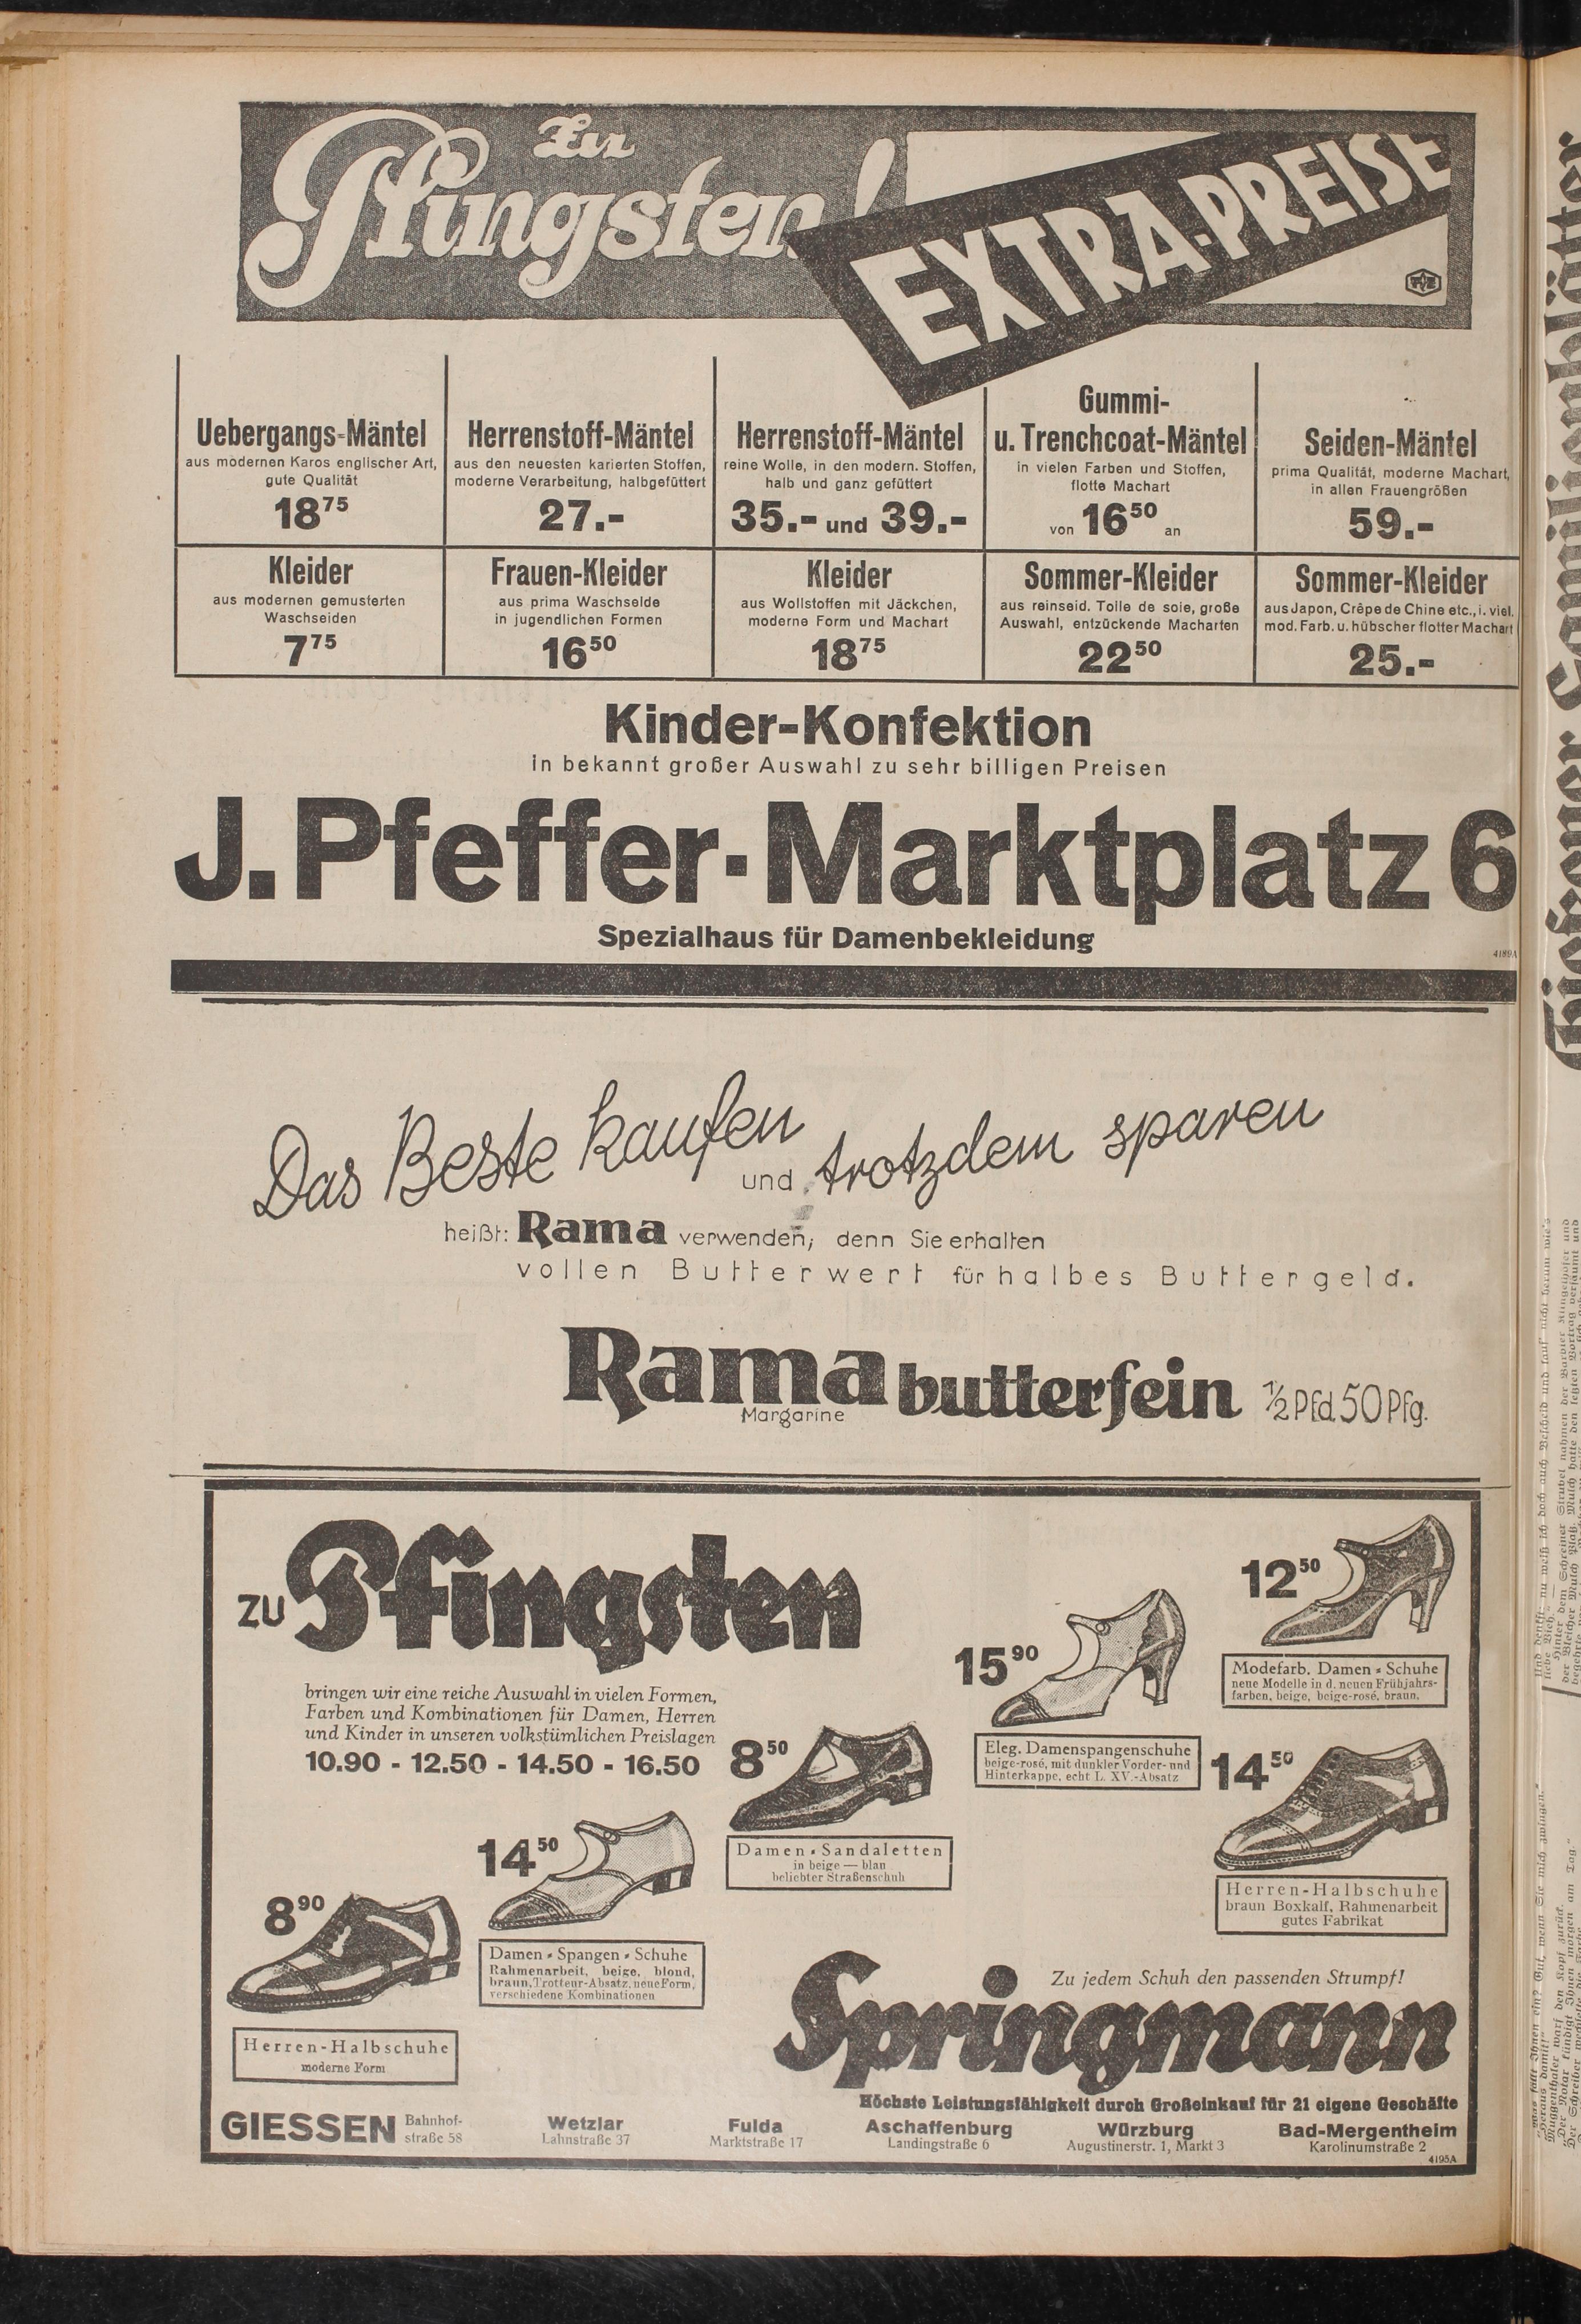 Zu
Pfingsten!
EXTRA-PREISE
Uebergangs-Mäntel
aus modernen Karos englischer Art,
gute Qualität
18⁷⁵
Herrenstoff-Mäntel
aus den neuesten karierten Stoffen,
moderne Verarbeitung, halbgefüttert
27.-
Herrenstoff-Mäntel
reine Wolle, in den modern. Stoffen,
halb und ganz gefüttert
35.- und 39.-
Gummi-
u. Trenchcoat-Mäntel
in vielen Farben und Stoffen,
flotte Machart
von 16⁵⁰ an
Seiden-Mäntel
prima Qualität, moderne Machart,
in allen Frauengrößen
59.-
Kleider
aus modernen gemusterten
Waschseiden
7⁷⁵
Frauen-Kleider
aus prima Waschseide
in jugendlichen Formen
16⁵⁰
Kleider
aus Wollstoffen mit Jäckchen,
moderne Form und Machart
18⁷⁵
Sommer-Kleider
aus reinseid. Toile de soie, große
Auswahl, entzückende Macharten
22⁵⁰
Sommer-Kleider
aus Japon, Crêpe de Chine etc., i. viel.
mod. Farb. u. hübscher flotter Machart
25.-
Kinder-Konfektion
in bekannt großer Auswahl zu sehr billigen Preisen
J. Pfeffer · Marktplatz 6
Spezialhaus für Damenbekleidung
4189A
Das Beste kaufen
und trotzdem sparen
heißt: Rama verwenden, denn Sie erhalten
vollen Butterwert für halbes Buttergeld.
Rama butterfein ½ Pfd. 50 Pfg.
Margarine
ZU Pfingsten
bringen wir eine reiche Auswahl in vielen Formen,
Farben und Kombinationen für Damen, Herren
und Kinder in unseren volkstümlichen Preislagen
10.90 - 12.50 - 14.50 - 16.50
12⁵⁰
Modefarb. Damen-Schuhe
neue Modelle in d. neuen Frühjahrs-
farben, beige, beige-rosé, braun.
15⁹⁰
Eleg. Damenspangenschuhe
beige-rosé, mit dunkler Vorder- und
Hinterkappe, echt L. XV.-Absatz
8⁵⁰
Damen-Sandaletten
in beige — blau
beliebter Straßenschuh
14⁵⁰
Herren-Halbschuhe
braun Boxkalf, Rahmenarbeit
gutes Fabrikat
14⁵⁰
Damen-Spangen-Schuhe
Rahmenarbeit, beige, blond,
braun, Trotteur-Absatz, neue Form,
verschiedene Kombinationen
8⁹⁰
Herren-Halbschuhe
moderne Form
Zu jedem Schuh den passenden Strumpf!
Springmann
Höchste Leistungsfähigkeit durch Großeinkauf für 21 eigene Geschäfte
GIESSEN Bahnhof-
straße 58
Wetzlar
Lahnstraße 37
Fulda
Marktstraße 17
Aschaffenburg
Landingstraße 6
Würzburg
Augustinerstr. 1, Markt 3
Bad-Mergentheim
Karolinumstraße 2
4195A
Gießener Familienblätter